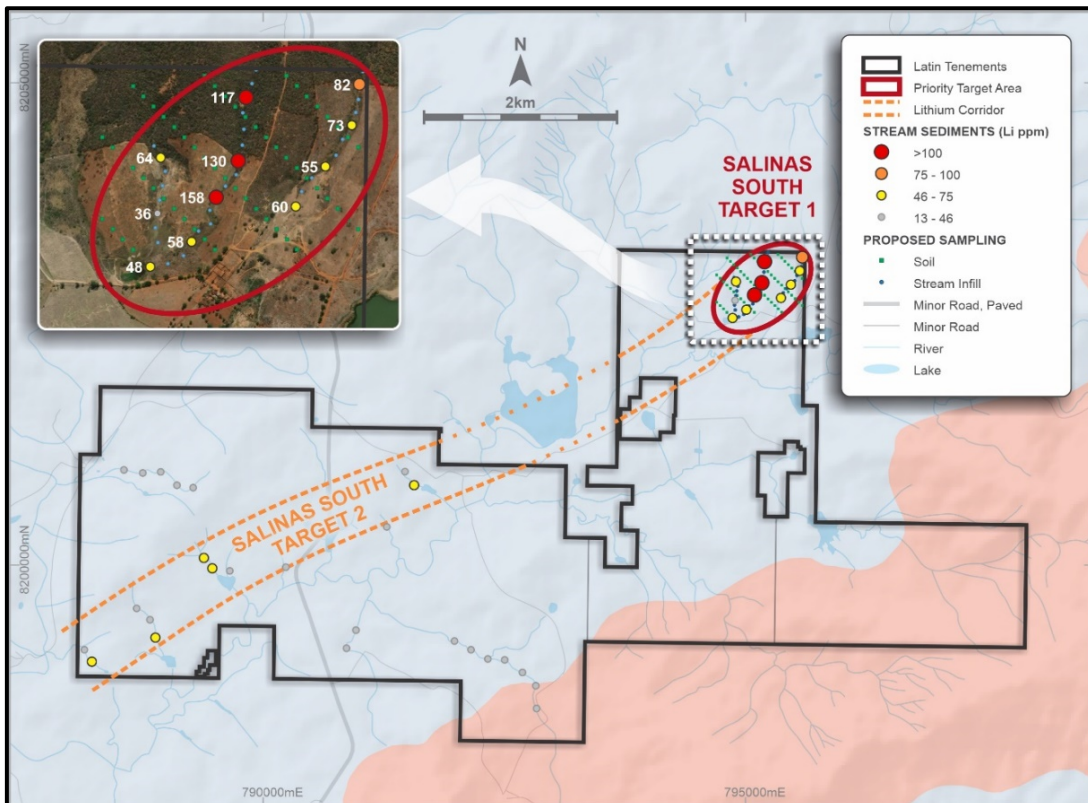 82
117
73
64
130
55
158
36
60
58
48
N
2km
SALINAS
SOUTH
TARGET 1
Latin Tenements
Priority Target Area
Lithium Corridor
STREAM SEDIMENTS (Li ppm)
>100
75 - 100
46 - 75
13 - 46
PROPOSED SAMPLING
Soil
Stream Infill
Minor Road, Paved
Minor Road
River
Lake
SALINAS SOUTH
TARGET 2
8205000mN
8200000mN
790000mE
795000mE